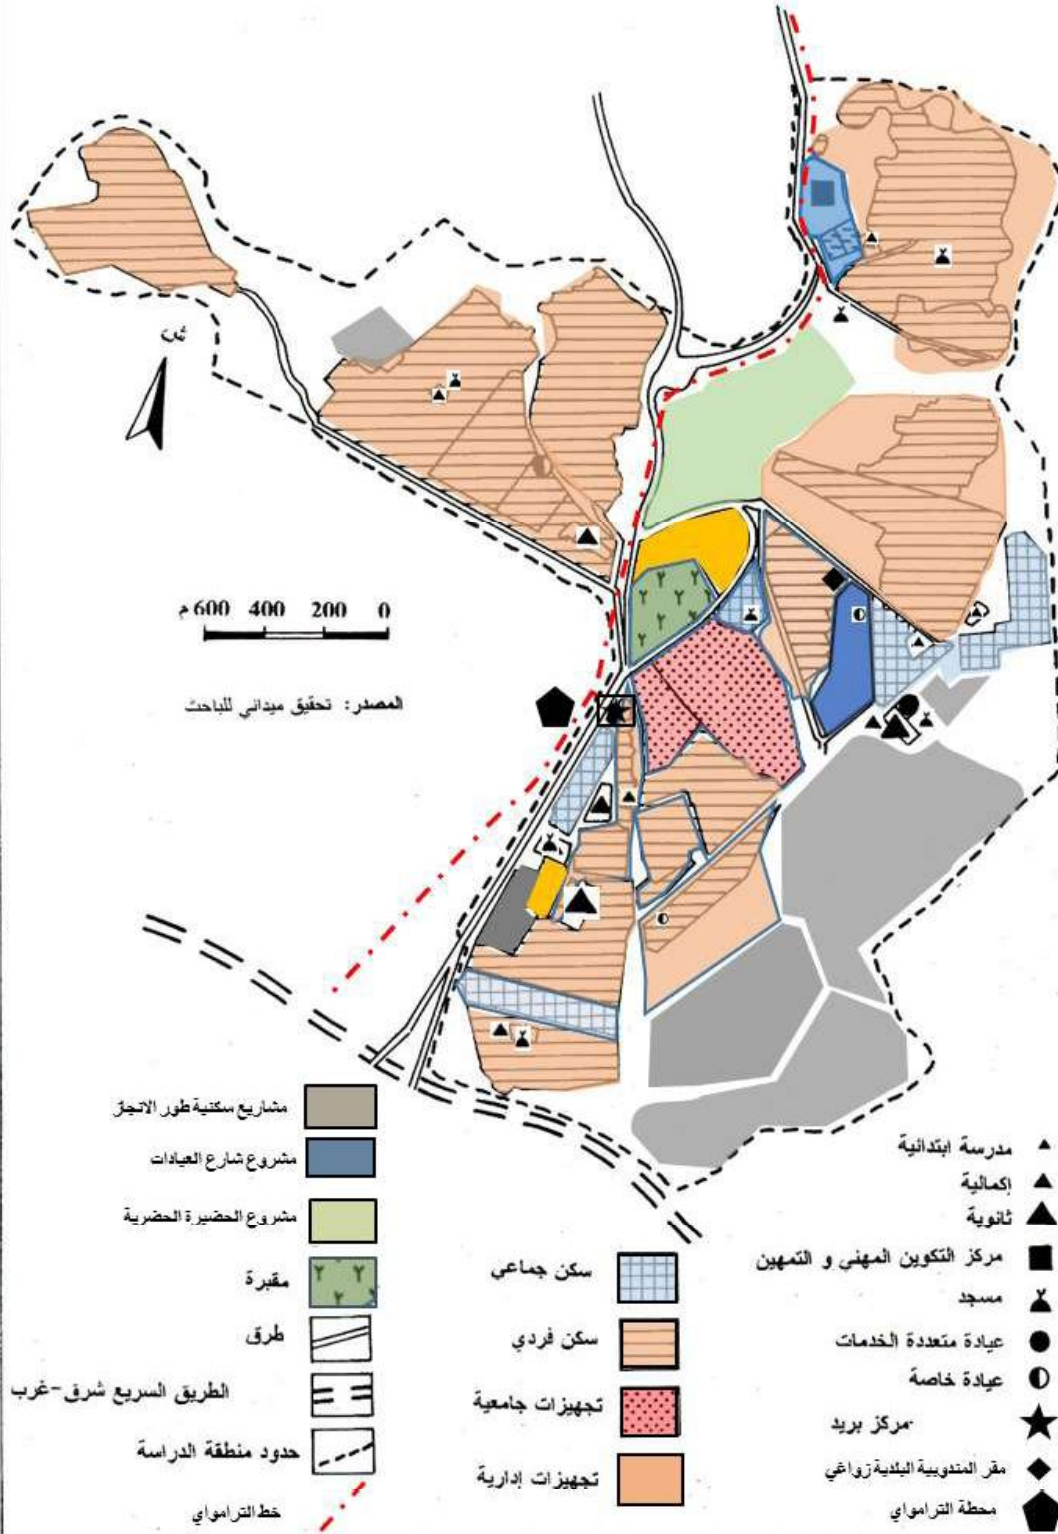 ش
0 200 400 600 م
المصدر: تحقيق ميداني للباحث
مشاريع سكنية طور الانجاز
مشروع شارع العيادات
مشروع الحضيرة الحضرية
مقبرة
طرق
الطريق السريع شرق-غرب
حدود منطقة الدراسة
خط الترامواي
سكن جماعي
سكن فردي
تجهيزات جامعية
تجهيزات إدارية
مدرسة ابتدائية
إكمالية
ثانوية
مركز التكوين المهني و التمهين
مسجد
عيادة متعددة الخدمات
عيادة خاصة
مركز بريد
مقر المندوبية البلدية زواغي
محطة الترامواي